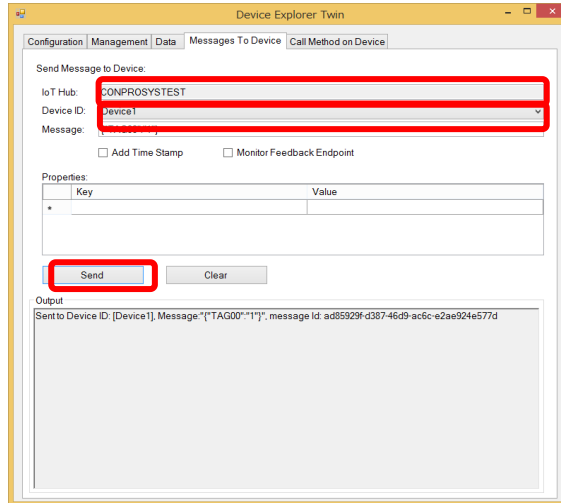 Device Explorer Twin
Configuration Management Data Messages To Device Call Method on Device
Send Message to Device:
IoT Hub: CONPROSYSTEST
Device ID: Device1
Message:
Add Time Stamp Monitor Feedback Endpoint
Properties:
Key Value
Send Clear
Output
Sent to Device ID: [Device1], Message:"{"TAG00":"1"}", message Id: ad85929f-d387-46d9-ac6c-e2ae924e577d